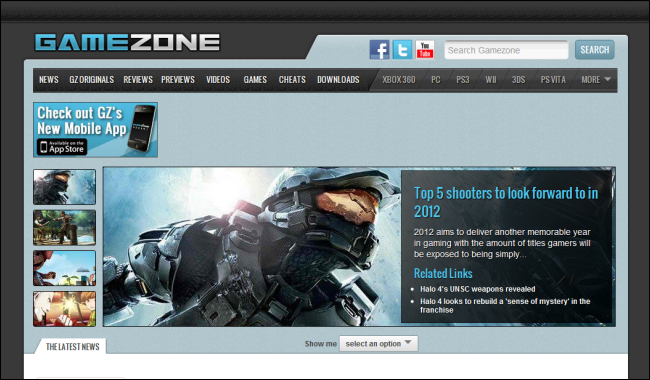 GAMEZONE
You Tube
Search Gamezone
SEARCH
NEWS GZ ORIGINALS REVIEWS PREVIEWS VIDEOS GAMES CHEATS DOWNLOADS XBOX 360 PC PS3 WII 3DS PS VITA MORE
Check out GZ's
New Mobile App
Available on the
App Store
Top 5 shooters to look forward to in
2012
2012 aims to deliver another memorable year
in gaming with the amount of titles gamers will
be exposed to being simply...
Related Links
Halo 4's UNSC weapons revealed
Halo 4 looks to rebuild a 'sense of mystery' in the
franchise
THE LATEST NEWS
Show me select an option